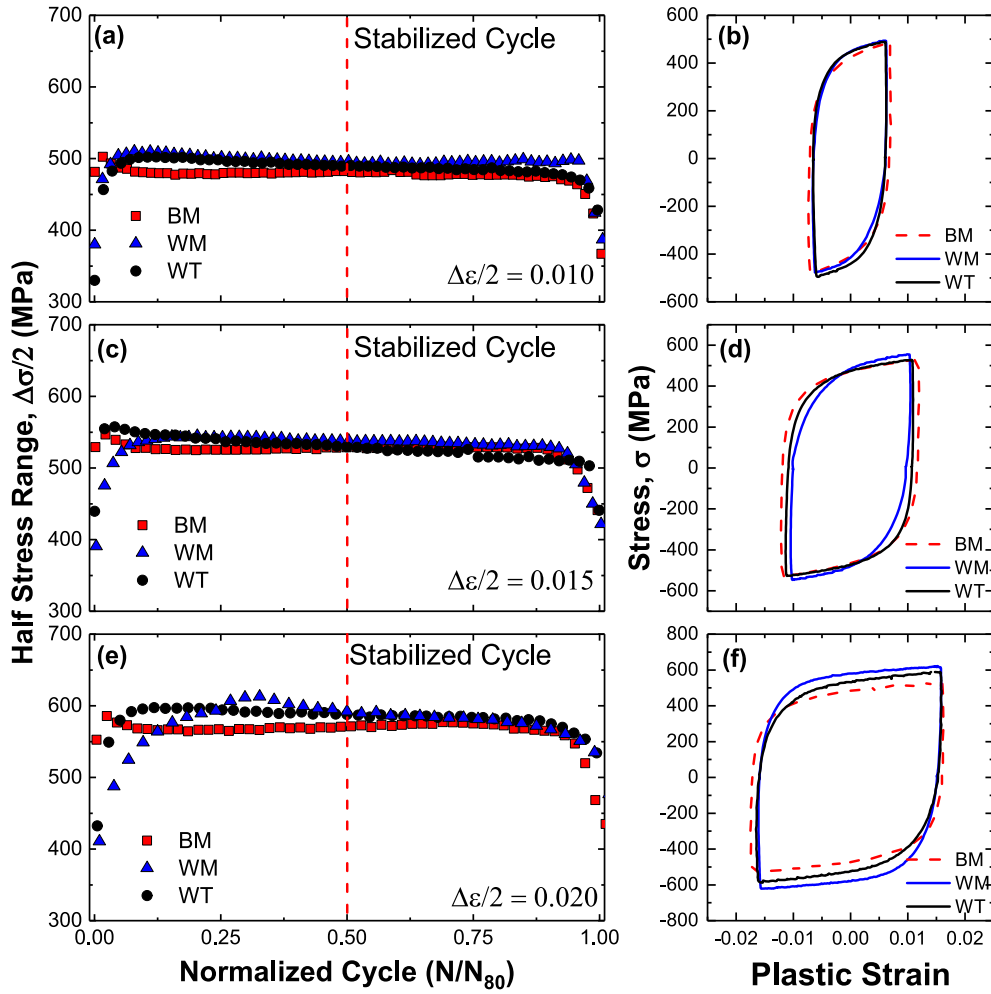 Half Stress Range, Δσ/2 (MPa)
(a)
Stabilized Cycle
700
600
500
400
300
BM
WM
WT
Δε/2 = 0.010
(b)
600
400
200
0
-200
-400
-600
BM
WM
WT
(c)
Stabilized Cycle
700
600
500
400
300
BM
WM
WT
Δε/2 = 0.015
Stress, σ (MPa)
(d)
600
400
200
0
-200
-400
-600
BM
WM
WT
(e)
Stabilized Cycle
700
600
500
400
300
BM
WM
WT
Δε/2 = 0.020
0.00 0.25 0.50 0.75 1.00
Normalized Cycle (N/N80)
(f)
800
600
400
200
0
-200
-400
-600
-800
BM
WM
WT
-0.02 -0.01 0.00 0.01 0.02
Plastic Strain